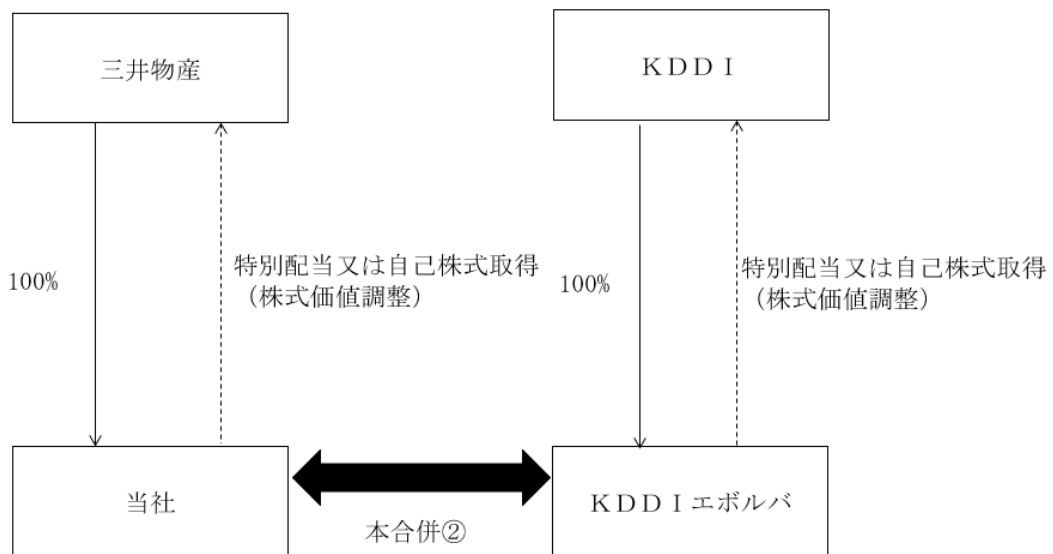 三井物産
ＫＤＤＩ
100%
特別配当又は自己株式取得
（株式価値調整）
100%
特別配当又は自己株式取得
（株式価値調整）
当社
本合併②
ＫＤＤＩエボルバ